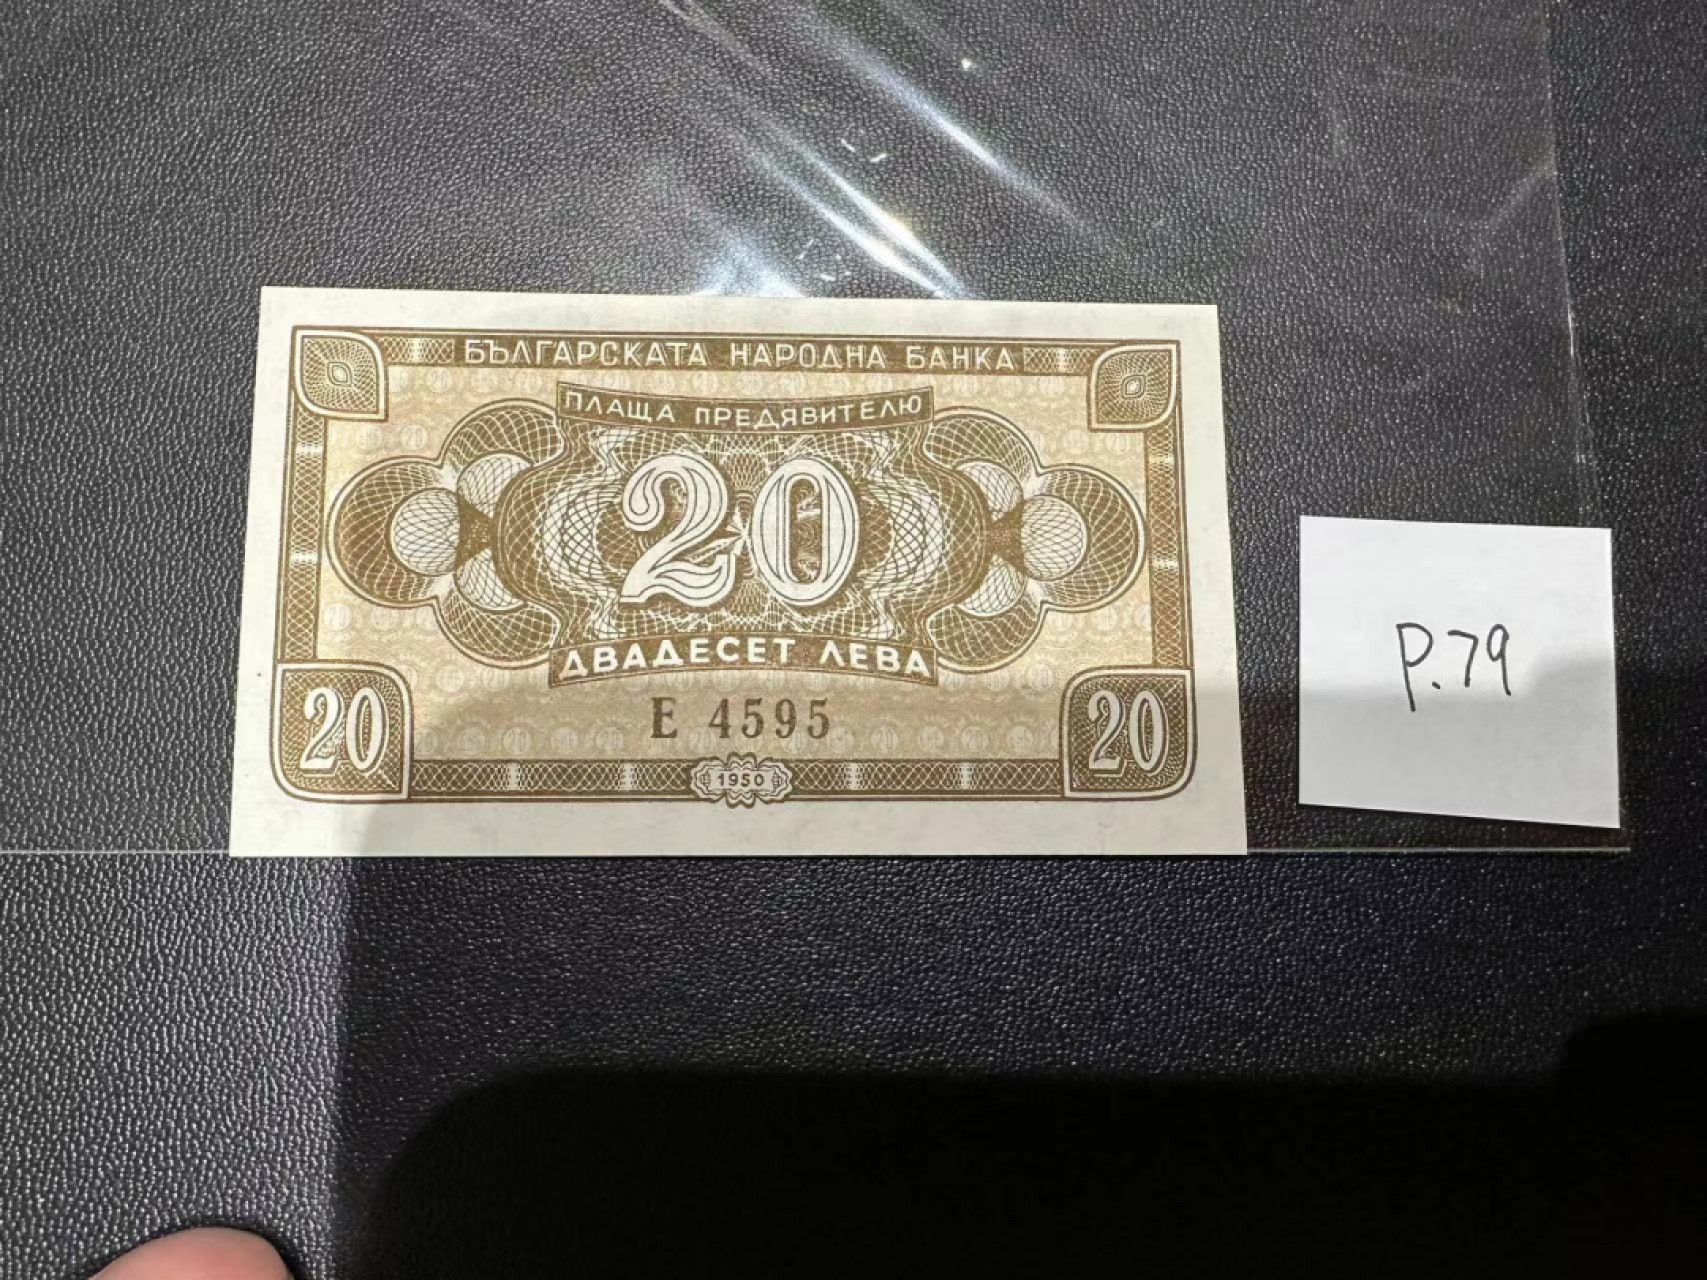 БЪЛГАРСКАТА НАРОДНА БАНКА
ПЛАЩА ПРЕДЯВИТЕЛЮ
20
ДВАДЕСЕТ ЛЕВА
Е 4595
20
1950
20
P.79